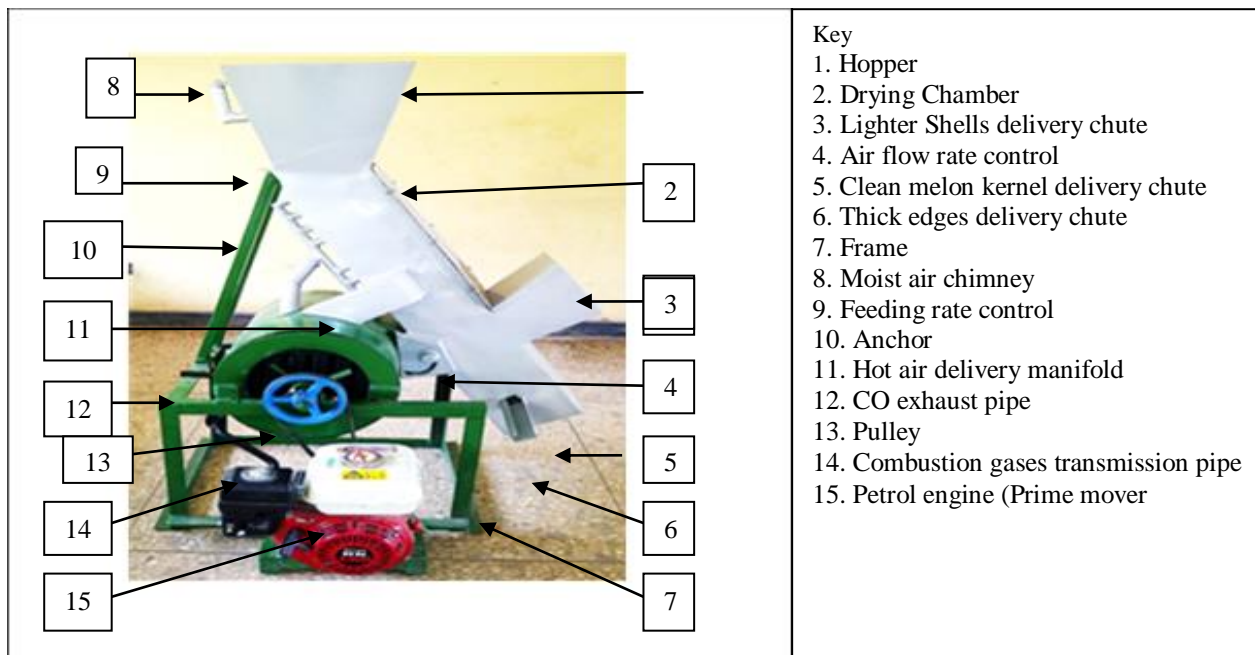 8
9
10
11
12
13
14
15
2
3
4
5
6
7
Key
1. Hopper
2. Drying Chamber
3. Lighter Shells delivery chute
4. Air flow rate control
5. Clean melon kernel delivery chute
6. Thick edges delivery chute
7. Frame
8. Moist air chimney
9. Feeding rate control
10. Anchor
11. Hot air delivery manifold
12. CO exhaust pipe
13. Pulley
14. Combustion gases transmission pipe
15. Petrol engine (Prime mover